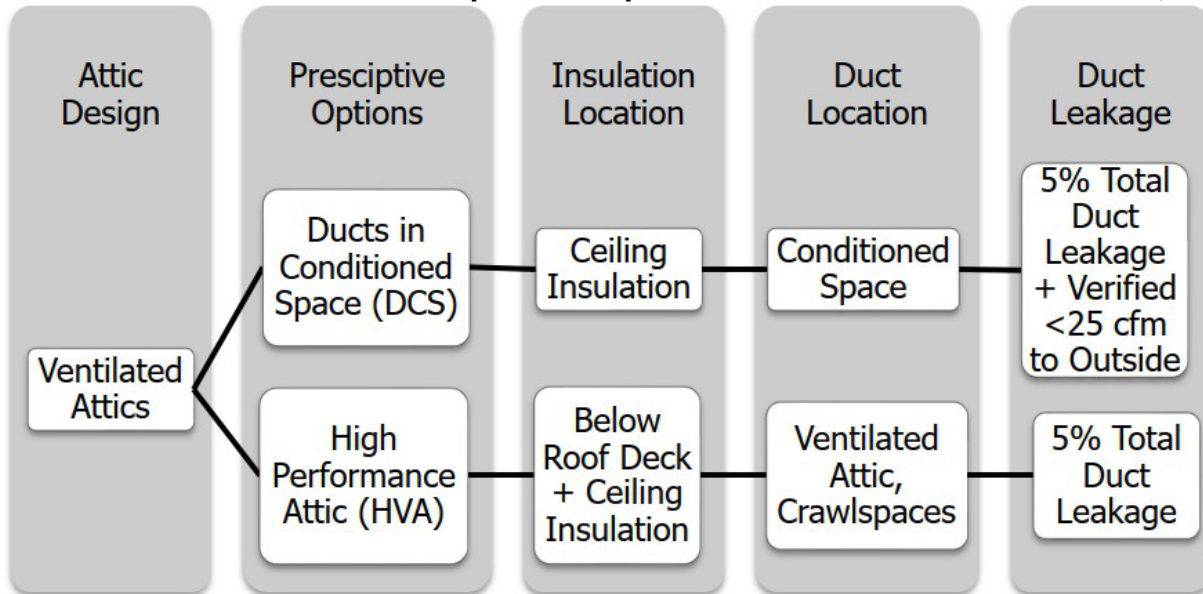 Attic
Design
Presciptive
Options
Insulation
Location
Duct
Location
Duct
Leakage
Ventilated
Attics
Ducts in
Conditioned
Space (DCS)
Ceiling
Insulation
Conditioned
Space
5% Total
Duct
Leakage
+ Verified
<25 cfm
to Outside
High
Performance
Attic (HVA)
Below
Roof Deck
+ Ceiling
Insulation
Ventilated
Attic,
Crawlspaces
5% Total
Duct
Leakage